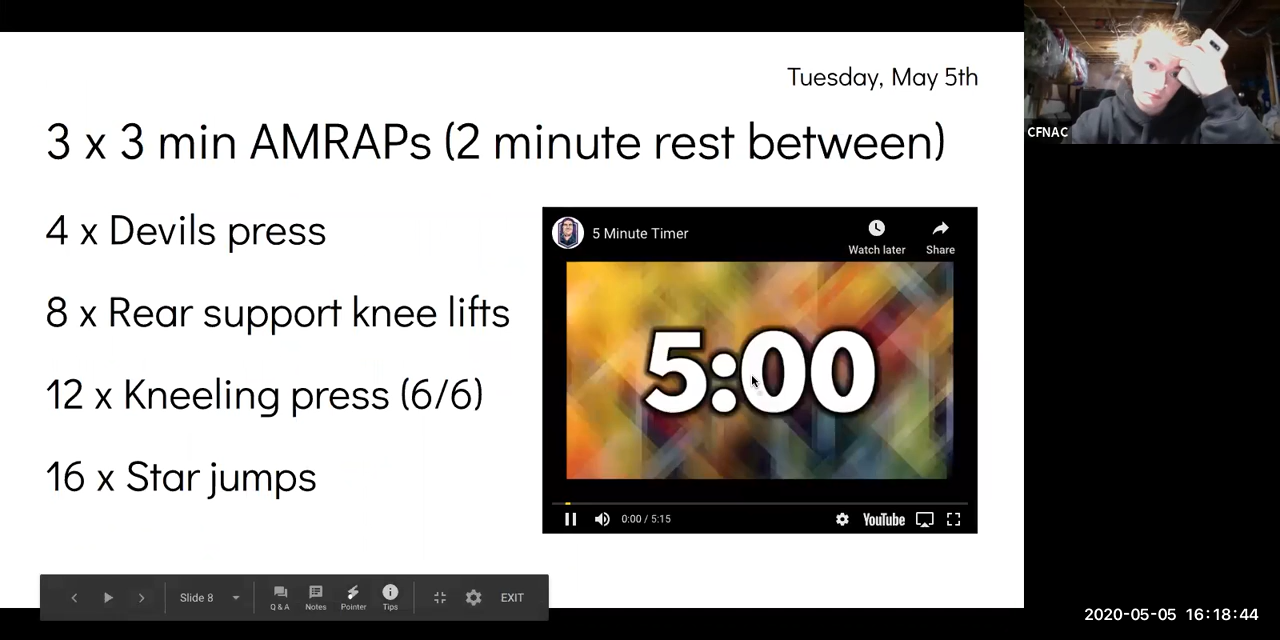 Tuesday, May 5th
3 x 3 min AMRAPs (2 minute rest between)
4 x Devils press
8 x Rear support knee lifts
12 x Kneeling press (6/6)
16 x Star jumps
5 Minute Timer
Watch later
Share
5:00
0:00 / 5:15
YouTube
Slide 8
Q & A
Notes
Pointer
Tips
EXIT
CFNAC
2020-05-05 16:18:44